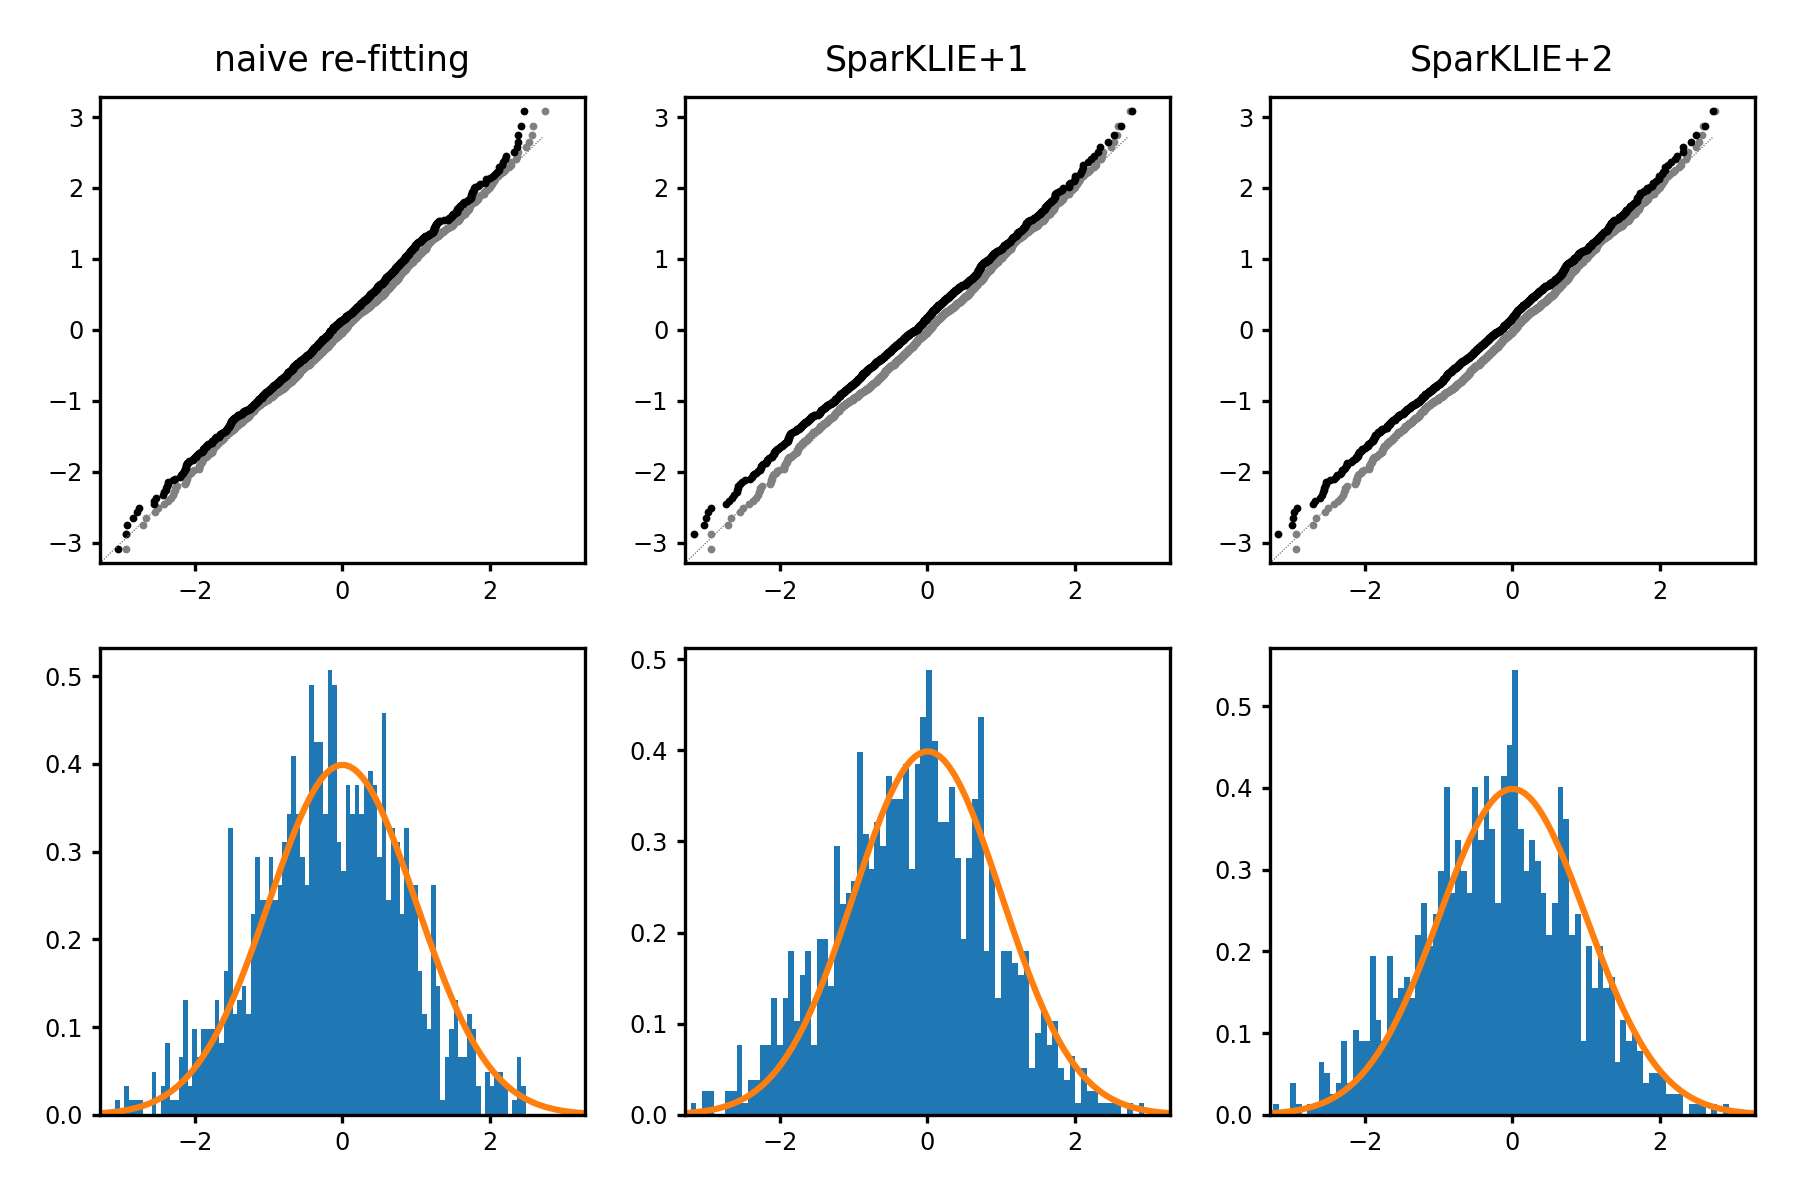 naive re-fitting SparKLIE+1 SparKLIE+2
3 3 3
2 2 2
1 1 1
0 0 0
−1 −1 −1
−2 −2 −2
−3 −3 −3
−2 0 2 −2 0 2 −2 0 2
0.5 0.5 0.5
0.4 0.4 0.4
0.3 0.3 0.3
0.2 0.2 0.2
0.1 0.1 0.1
0.0 0.0 0.0
−2 0 2 −2 0 2 −2 0 2